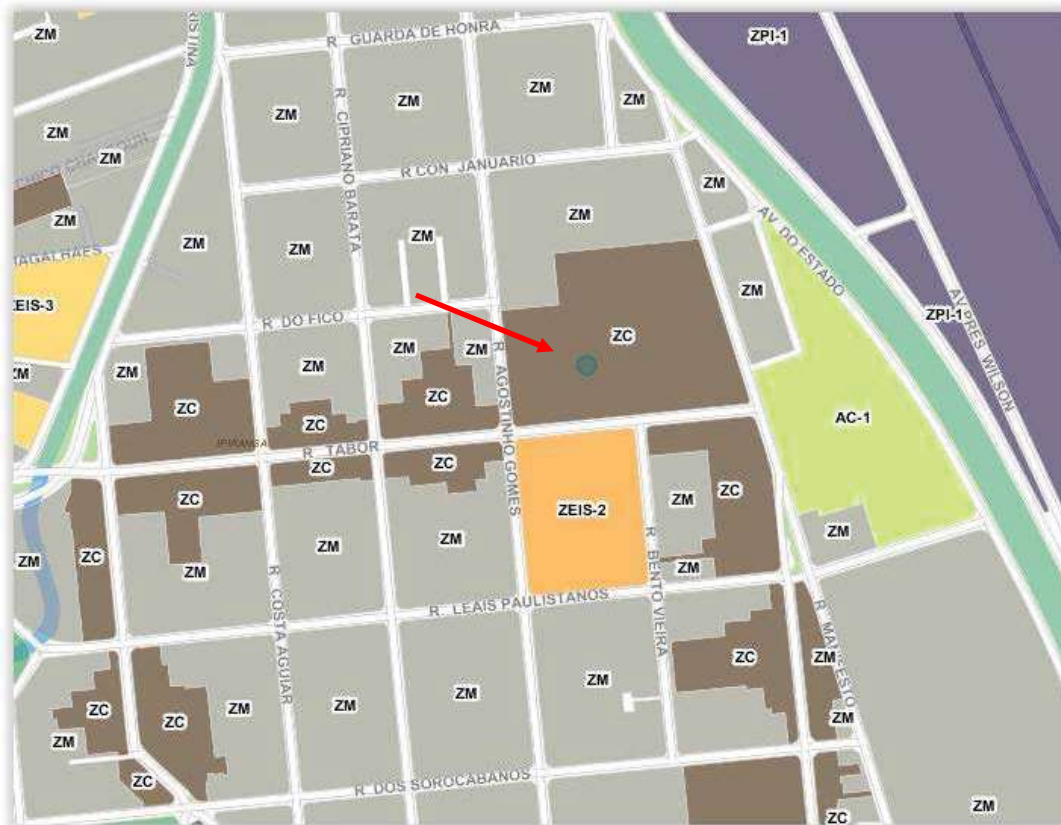 ZM
RISTINA
R GUARDA DE HONRA
ZPI-1
ZM
ZM
ZM
ZM
R CIPRIANO BARATA
ZM
ZM
R CON JANUARIO
ZM
ZM
ZM
ZM
ZM
ZM
AV. DO ESTADO
MAGALHAES
ZEIS-3
ZM
ZPI-1
AV. PRES. WILSON
R DO FICO
ZC
ZM
ZM
R AGOSTINHO GOMES
ZM
ZM
ZM
ZC
ZC
ZC
AC-1
IPIRANGA
R TABOR
ZC
ZC
ZC
ZC
ZEIS-2
ZM
ZM
ZC
ZM
ZM
ZM
ZM
R BENTO VIEIRA
R COSTA AGUIAR
R LEAIS PAULISTANOS
R MANIFESTO
ZC
ZM
ZM
ZM
ZM
ZM
ZC
ZC
ZM
ZM
ZC
R DOS SOROCABANOS
ZM
ZC